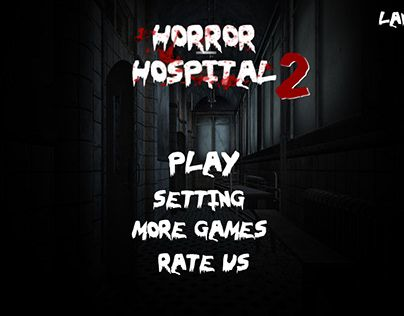 HORROR
HOSPITAL 2
PLAY
SETTING
MORE GAMES
RATE US